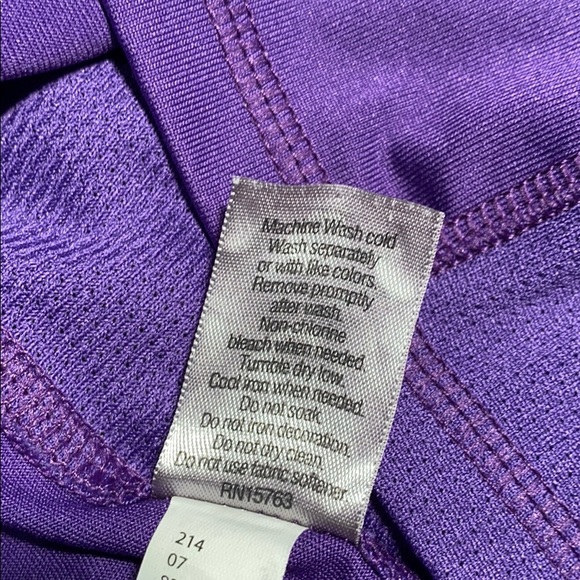 Machine Wash cold
Wash separately
or with like colors.
Remove promptly
after wash.
Non-chlorine
bleach when needed.
Tumble dry low.
Cool iron when needed.
Do not soak.
Do not iron decoration.
Do not dry clean.
Do not use fabric softener
RN15763
214
07